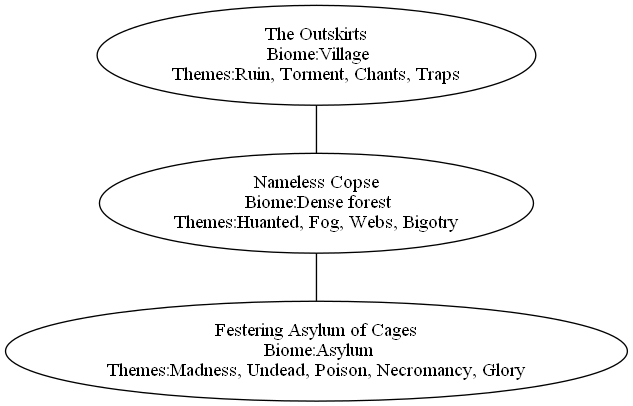 The Outskirts
Biome:Village
Themes:Ruin, Torment, Chants, Traps
Nameless Copse
Biome:Dense forest
Themes:Huanted, Fog, Webs, Bigotry
Festering Asylum of Cages
Biome:Asylum
Themes:Madness, Undead, Poison, Necromancy, Glory